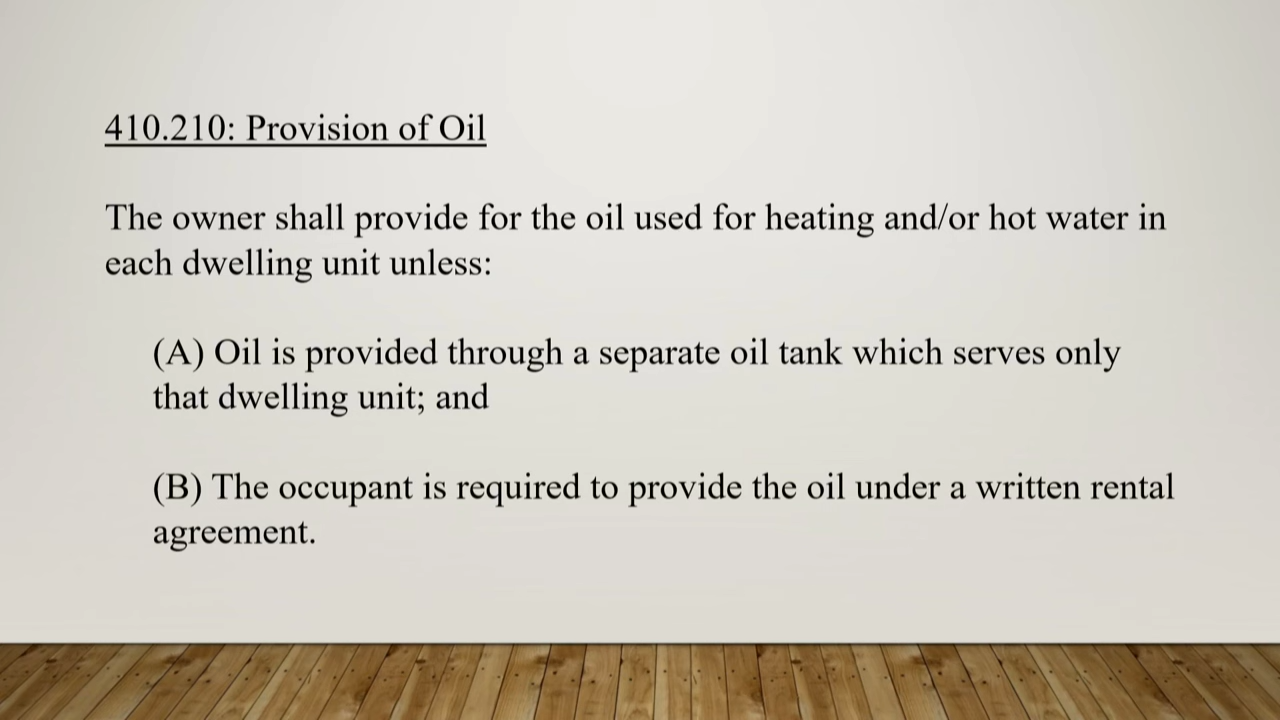 410.210: Provision of Oil
The owner shall provide for the oil used for heating and/or hot water in
each dwelling unit unless:
(A) Oil is provided through a separate oil tank which serves only
that dwelling unit; and
(B) The occupant is required to provide the oil under a written rental
agreement.